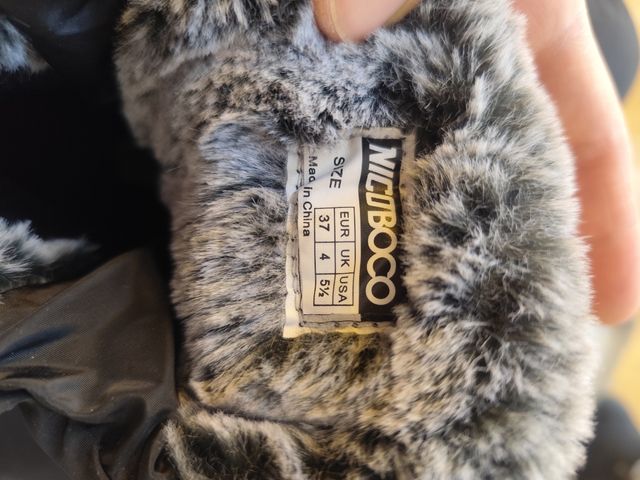 NICOBOCO
SIZE
EUR UK USA
37 4 5½
Made In China